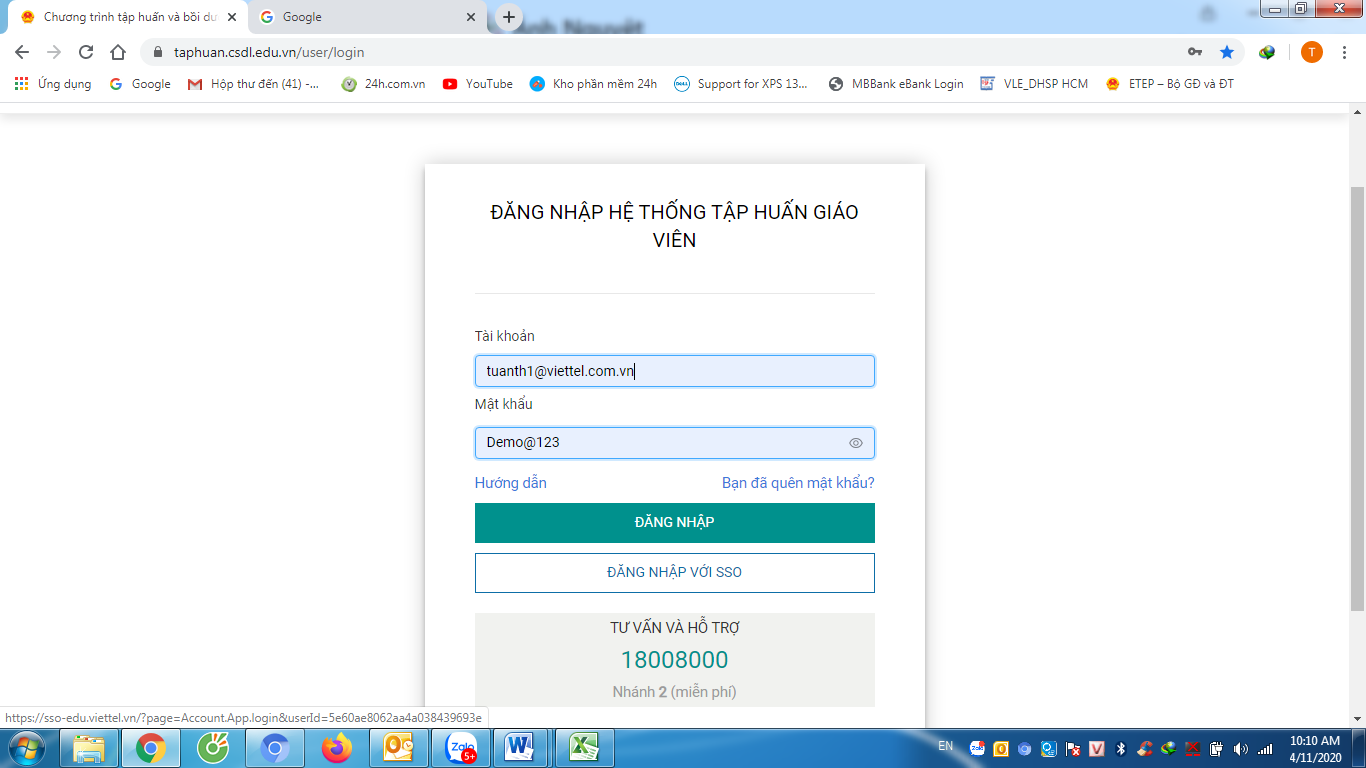 Chương trình tập huấn và bồi dư
Google
Anh Nguyệt
taphuan.csdl.edu.vn/user/login
T
Ứng dụng
Google
Hộp thư đến (41) -...
24h.com.vn
YouTube
Kho phần mềm 24h
Support for XPS 13...
MBBank eBank Login
VLE_DHSP HCM
ETEP – Bộ GĐ và ĐT
ĐĂNG NHẬP HỆ THỐNG TẬP HUẤN GIÁO
VIÊN
Tài khoản
tuanth1@viettel.com.vn
Mật khẩu
Demo@123
Hướng dẫn
Bạn đã quên mật khẩu?
ĐĂNG NHẬP
ĐĂNG NHẬP VỚI SSO
TƯ VẤN VÀ HỖ TRỢ
18008000
Nhánh 2 (miễn phí)
https://sso-edu.viettel.vn/?page=Account.App.login&userId=5e60ae8062aa4a038439693e
Zalo
5+
EN
10:10 AM
4/11/2020